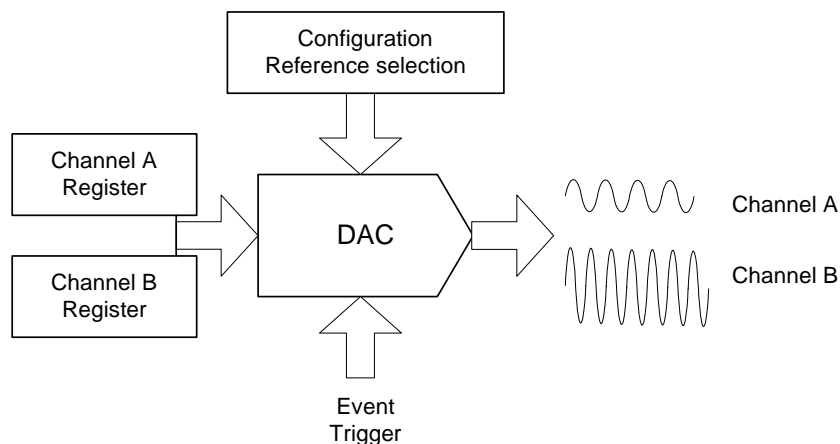 Configuration
Reference selection
Channel A
Register
Channel B
Register
DAC
Channel A
Channel B
Event
Trigger